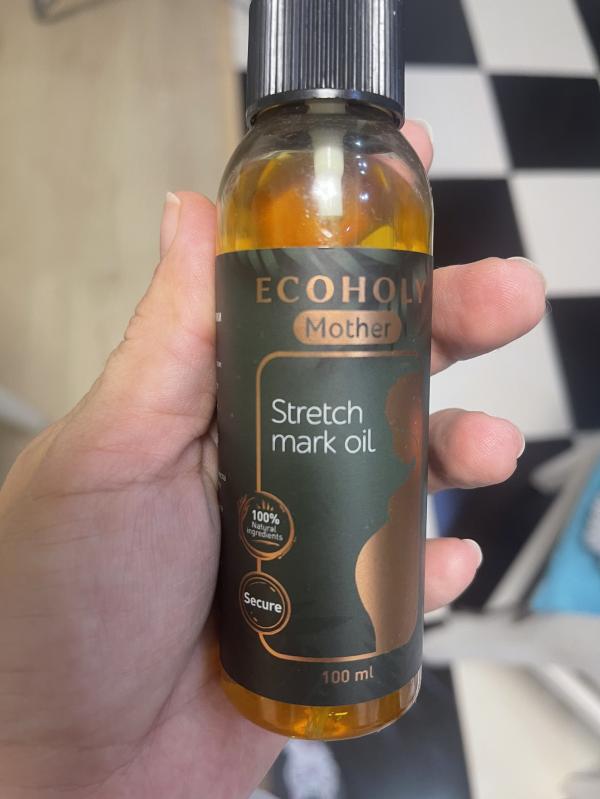 ECOHOLY
Mother
Stretch
mark oil
100%
Natural
ingredients
Secure
100 ml